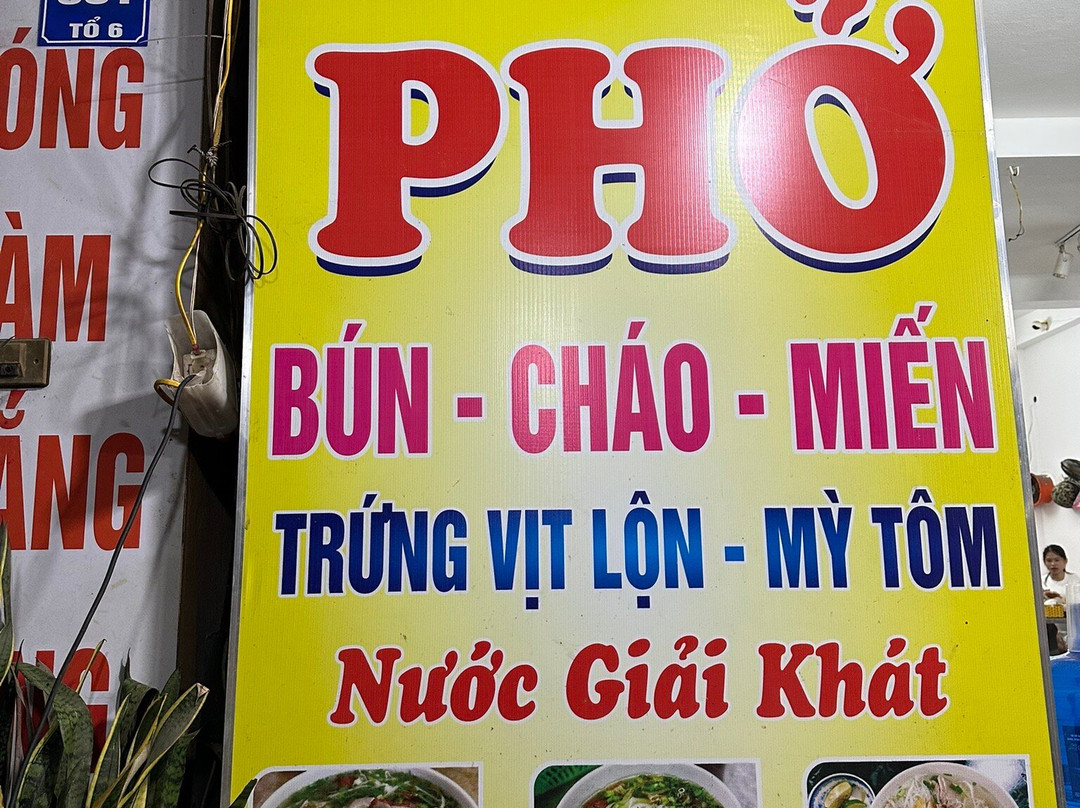 TỔ 6
PHỞ
BÚN - CHÁO - MIẾN
TRỨNG VỊT LỘN - MỲ TÔM
Nước Giải Khát